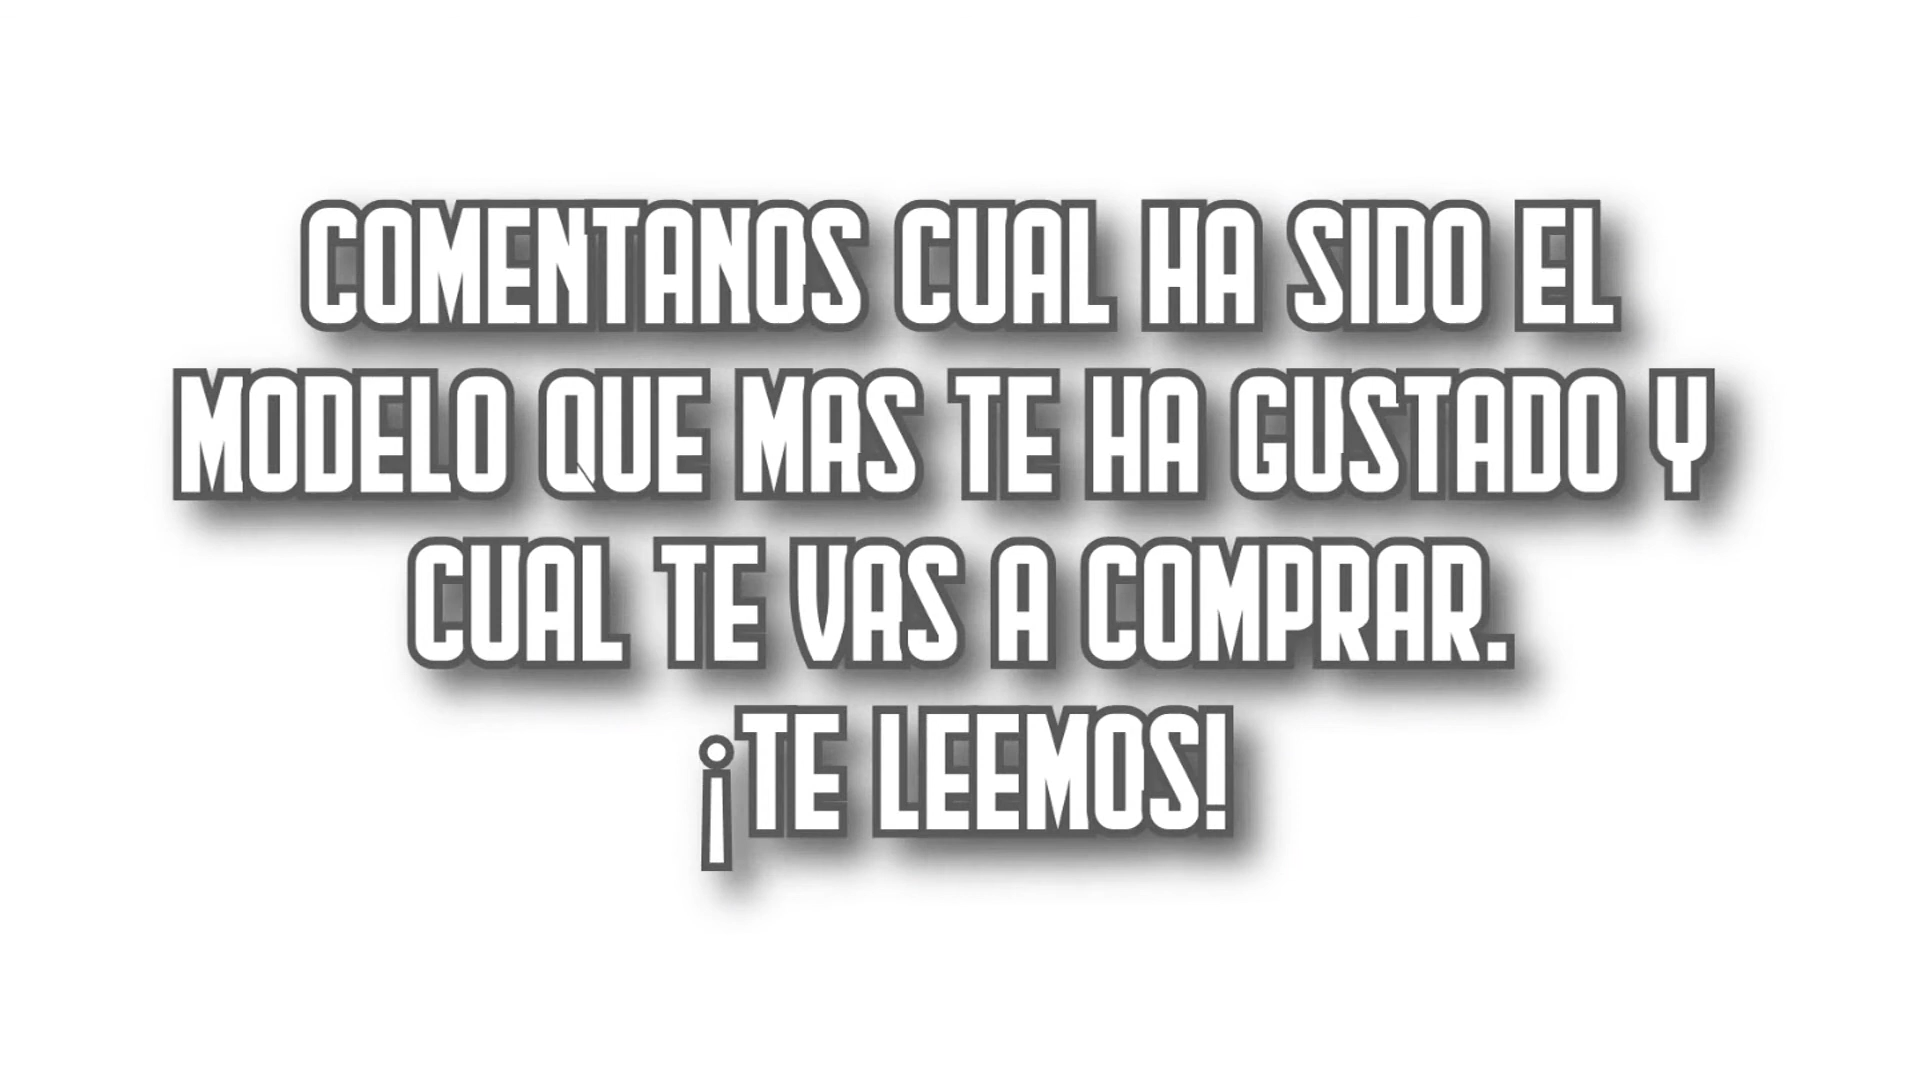 COMENTANOS CUAL HA SIDO EL
MODELO QUE MAS TE HA GUSTADO Y
CUAL TE VAS A COMPRAR.
¡TE LEEMOS!